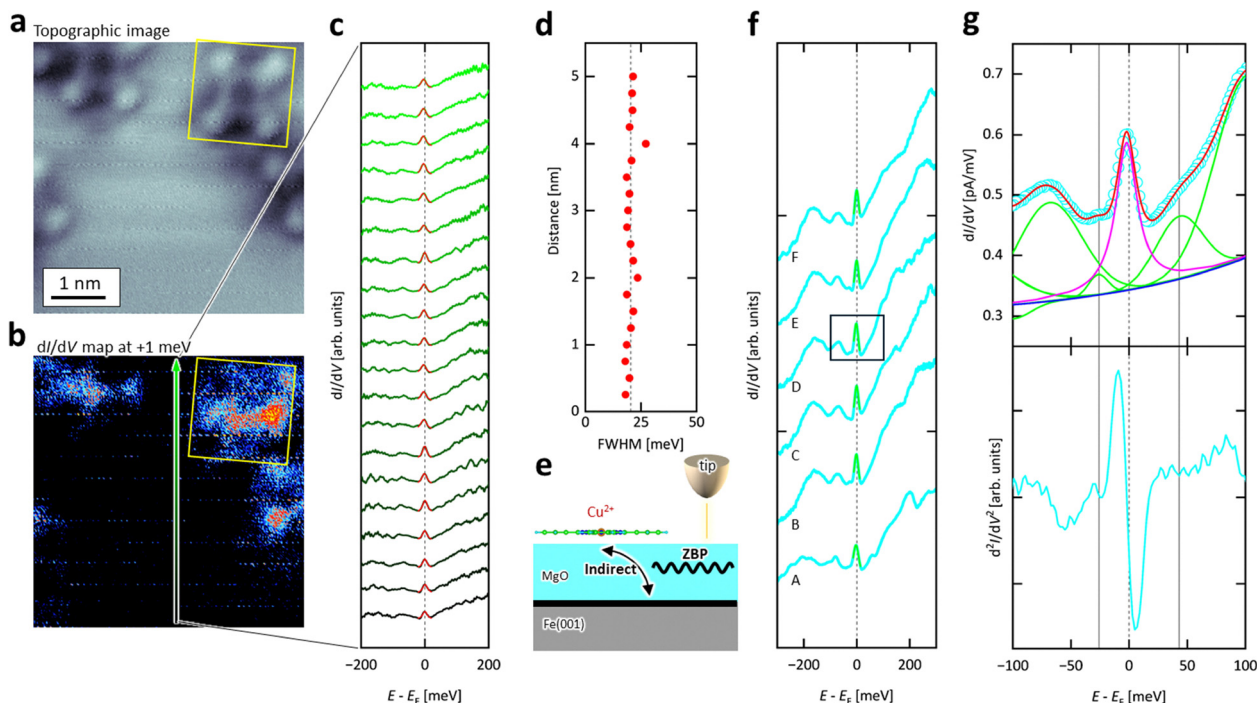 a
Topographic image
1 nm
b
dI/dV map at +1 meV
c
dI/dV [arb. units]
−200
0
200
E - EF [meV]
d
Distance [nm]
5
4
3
2
1
0
0
25
50
FWHM [meV]
e
tip
Cu2+
ZBP
Indirect
MgO
Fe(001)
f
dI/dV [arb. units]
F
E
D
C
B
A
−200
0
200
E - EF [meV]
g
dI/dV [pA/mV]
0.7
0.6
0.5
0.4
0.3
d2I/dV2 [arb. units]
−100
−50
0
50
100
E - EF [meV]